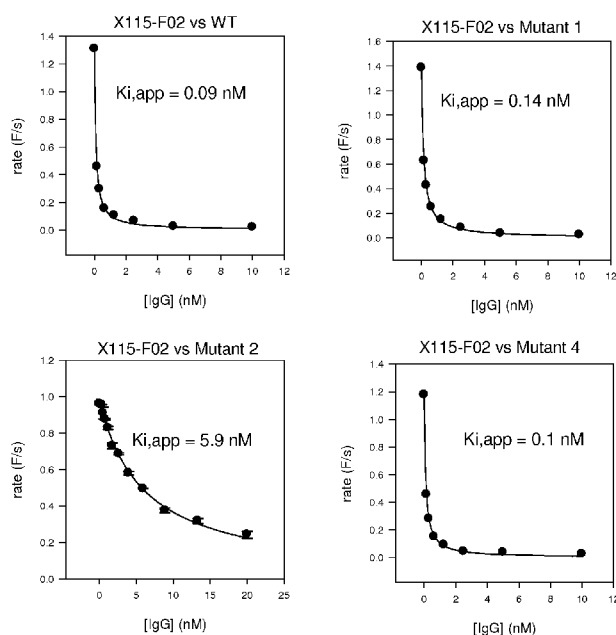 X115-F02 vs WT
Ki,app = 0.09 nM
rate (F/s)
1.4
1.2
1.0
0.8
0.6
0.4
0.2
0.0
0 2 4 6 8 10 12
[IgG] (nM)
X115-F02 vs Mutant 1
Ki,app = 0.14 nM
rate (F/s)
1.6
1.4
1.2
1.0
0.8
0.6
0.4
0.2
0.0
0 2 4 6 8 10 12
[IgG] (nM)
X115-F02 vs Mutant 2
Ki,app = 5.9 nM
rate (F/s)
1.2
1.0
0.8
0.6
0.4
0.2
0.0
0 5 10 15 20 25
[IgG] (nM)
X115-F02 vs Mutant 4
Ki,app = 0.1 nM
rate (F/s)
1.4
1.2
1.0
0.8
0.6
0.4
0.2
0.0
0 2 4 6 8 10 12
[IgG] (nM)